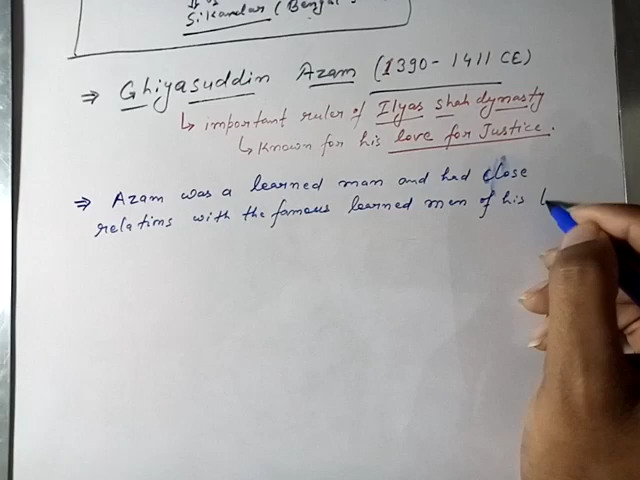 Sikandar (Bengal
⇒ Ghiyasuddin Azam (1390 - 1411 CE)
↳ important ruler of Ilyas shah dynasty
↳ Known for his love for Justice.
⇒ Azam was a learned man and had close
relations with the famous learned men of his